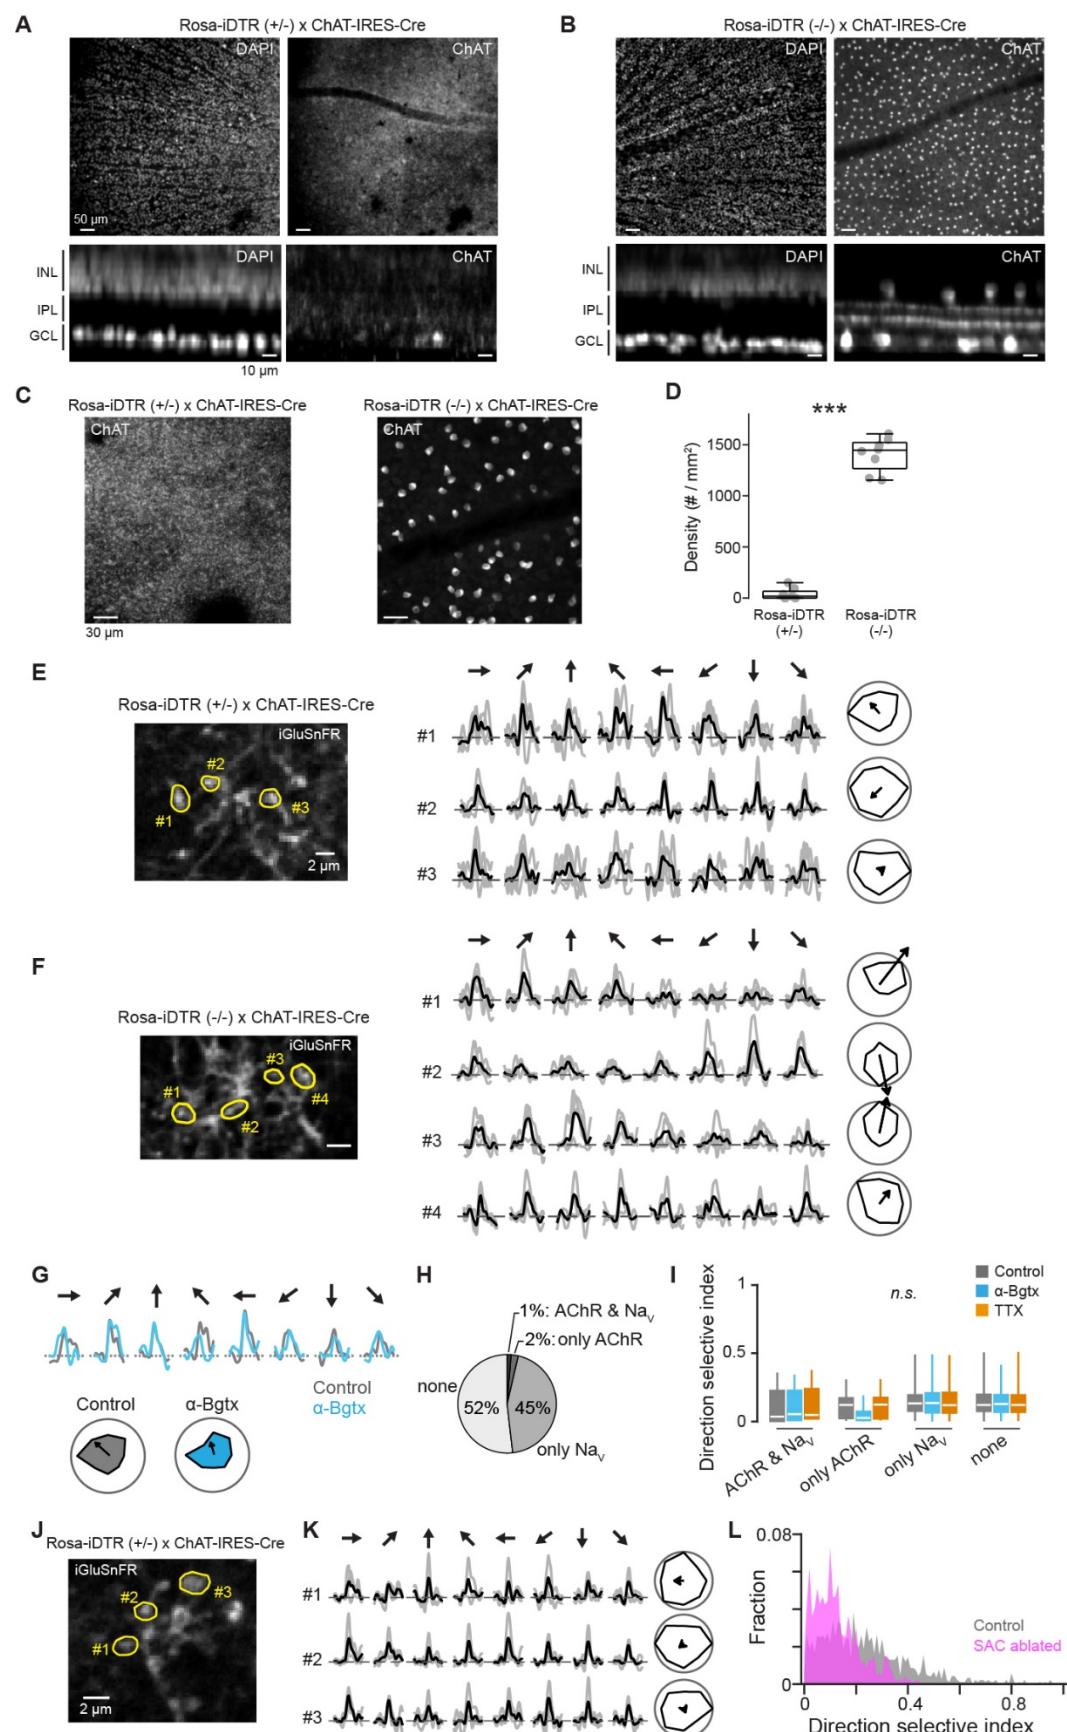 A
Rosa-iDTR (+/-) x ChAT-IRES-Cre
DAPI
ChAT
50 µm
INL
IPL
GCL
DAPI
ChAT
10 µm
B
Rosa-iDTR (-/-) x ChAT-IRES-Cre
DAPI
ChAT
INL
IPL
GCL
DAPI
ChAT
C
Rosa-iDTR (+/-) x ChAT-IRES-Cre
ChAT
30 µm
Rosa-iDTR (-/-) x ChAT-IRES-Cre
ChAT
D
***
Density (# / mm²)
1500
1000
500
0
Rosa-iDTR (+/-)
Rosa-iDTR (-/-)
E
Rosa-iDTR (+/-) x ChAT-IRES-Cre
iGluSnFR
#1
#2
#3
2 µm
#1
#2
#3
F
Rosa-iDTR (-/-) x ChAT-IRES-Cre
iGluSnFR
#1
#2
#3
#4
#1
#2
#3
#4
G
Control
α-Bgtx
Control
α-Bgtx
H
1%: AChR & Nav
2%: only AChR
none
52%
45%
only Nav
I
Direction selective index
1
0.5
0
n.s.
Control
α-Bgtx
TTX
AChR & Nav
only AChR
only Nav
none
J
Rosa-iDTR (+/-) x ChAT-IRES-Cre
iGluSnFR
#1
#2
#3
2 µm
K
#1
#2
#3
L
0.08
Fraction
0
Control
SAC ablated
0
0.4
0.8
Direction selective index